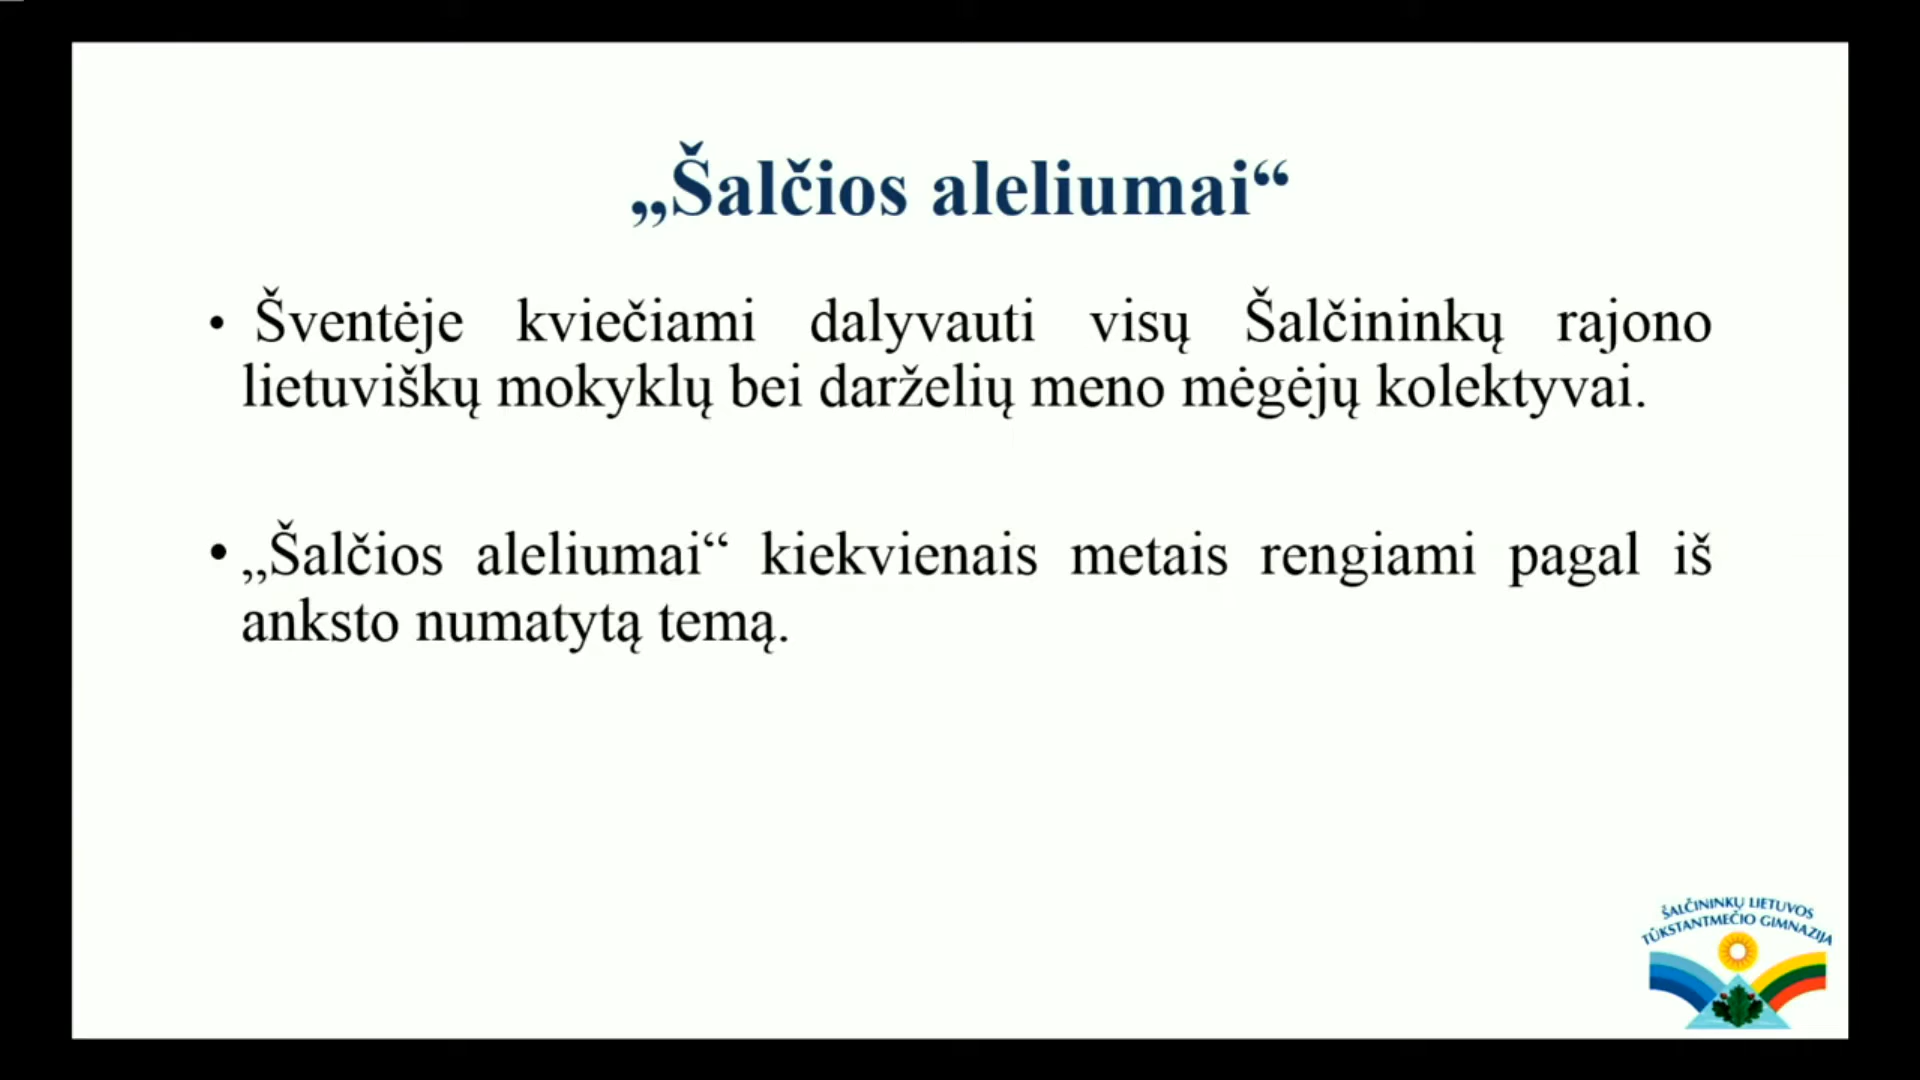 „Šalčios aleliumai“
• Šventėje kviečiami dalyvauti visų Šalčininkų rajono
lietuviškų mokyklų bei darželių meno mėgėjų kolektyvai.
• „Šalčios aleliumai“ kiekvienais metais rengiami pagal iš
anksto numatytą temą.
ŠALČININKŲ LIETUVOS
TŪKSTANTMEČIO GIMNAZIJA